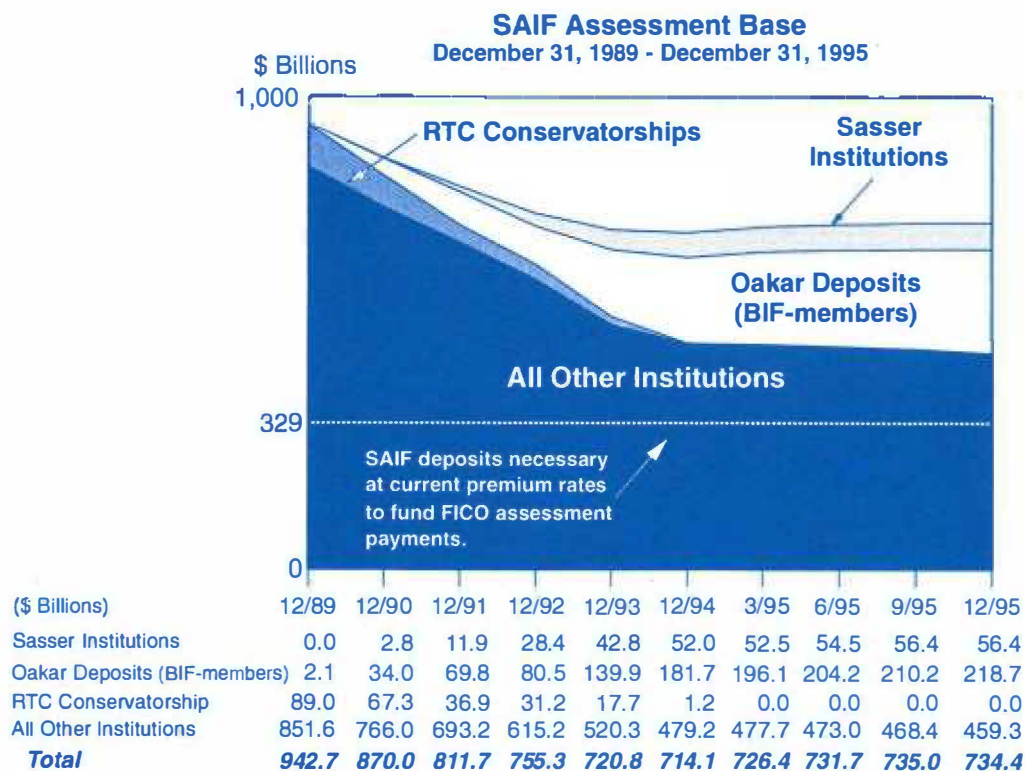 SAIF Assessment Base
December 31, 1989 - December 31, 1995
$ Billions
1,000
RTC Conservatorships
Sasser
Institutions
Oakar Deposits
(BIF-members)
All Other Institutions
329
SAIF deposits necessary
at current premium rates
to fund FICO assessment
payments.
0
($ Billions) 12/89 12/90 12/91 12/92 12/93 12/94 3/95 6/95 9/95 12/95
Sasser Institutions 0.0 2.8 11.9 28.4 42.8 52.0 52.5 54.5 56.4 56.4
Oakar Deposits (BIF-members) 2.1 34.0 69.8 80.5 139.9 181.7 196.1 204.2 210.2 218.7
RTC Conservatorship 89.0 67.3 36.9 31.2 17.7 1.2 0.0 0.0 0.0 0.0
All Other Institutions 851.6 766.0 693.2 615.2 520.3 479.2 477.7 473.0 468.4 459.3
Total 942.7 870.0 811.7 755.3 720.8 714.1 726.4 731.7 735.0 734.4